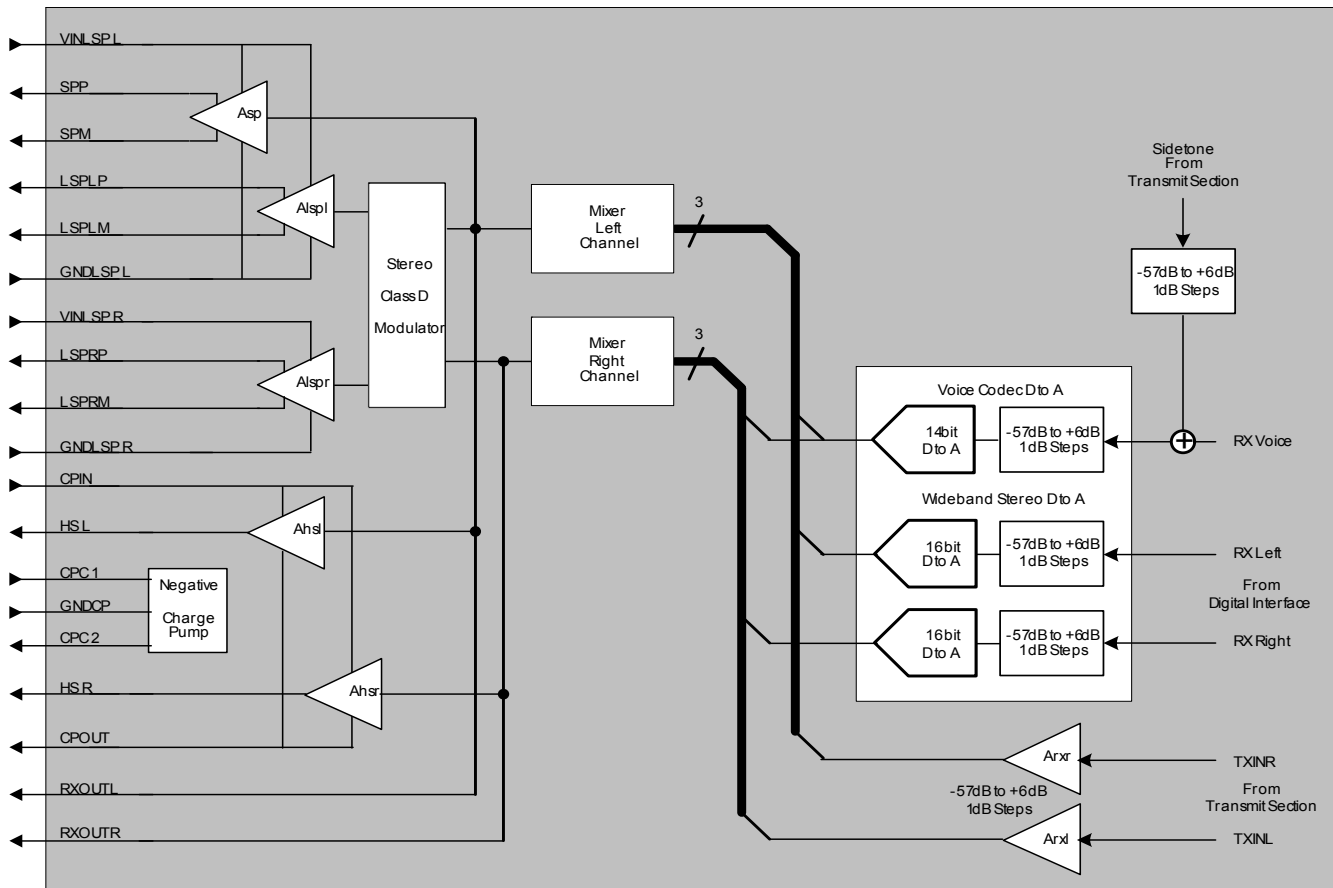 VINLSPL
SPP
SPM
LSPLP
LSPLM
GNDLSPL
VINLSPR
LSPRP
LSPRM
GNDLSPR
CPIN
HSL
CPC1
GNDCP
CPC2
HSR
CPOUT
RXOUTL
RXOUTR
Asp
Alspl
Alspr
Ahsl
Negative
Charge
Pump
Ahsr
Stereo
Class D
Modulator
Mixer
Left
Channel
3
Mixer
Right
Channel
3
Sidetone
From
Transmit Section
-57dB to +6dB
1dB Steps
Voice Codec D to A
14bit
D to A
-57dB to +6dB
1dB Steps
+
RX Voice
Wideband Stereo D to A
16bit
D to A
-57dB to +6dB
1dB Steps
RX Left
From
Digital Interface
16bit
D to A
-57dB to +6dB
1dB Steps
RX Right
Arxr
TXINR
-57dB to +6dB
1dB Steps
From
Transmit Section
Arxl
TXINL